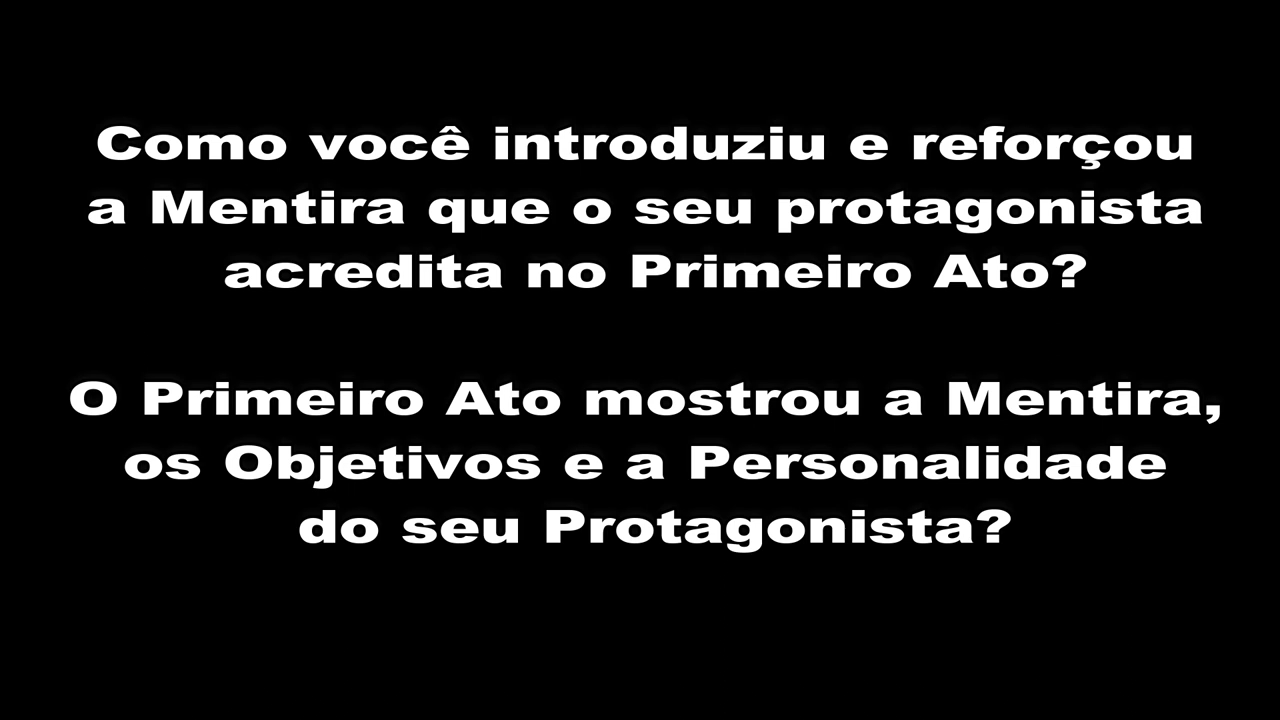 Como você introduziu e reforçou
a Mentira que o seu protagonista
acredita no Primeiro Ato?
O Primeiro Ato mostrou a Mentira,
os Objetivos e a Personalidade
do seu Protagonista?